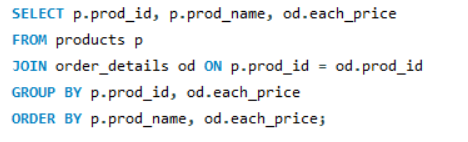 SELECT p.prod_id, p.prod_name, od.each_price
FROM products p
JOIN order_details od ON p.prod_id = od.prod_id
GROUP BY p.prod_id, od.each_price
ORDER BY p.prod_name, od.each_price;